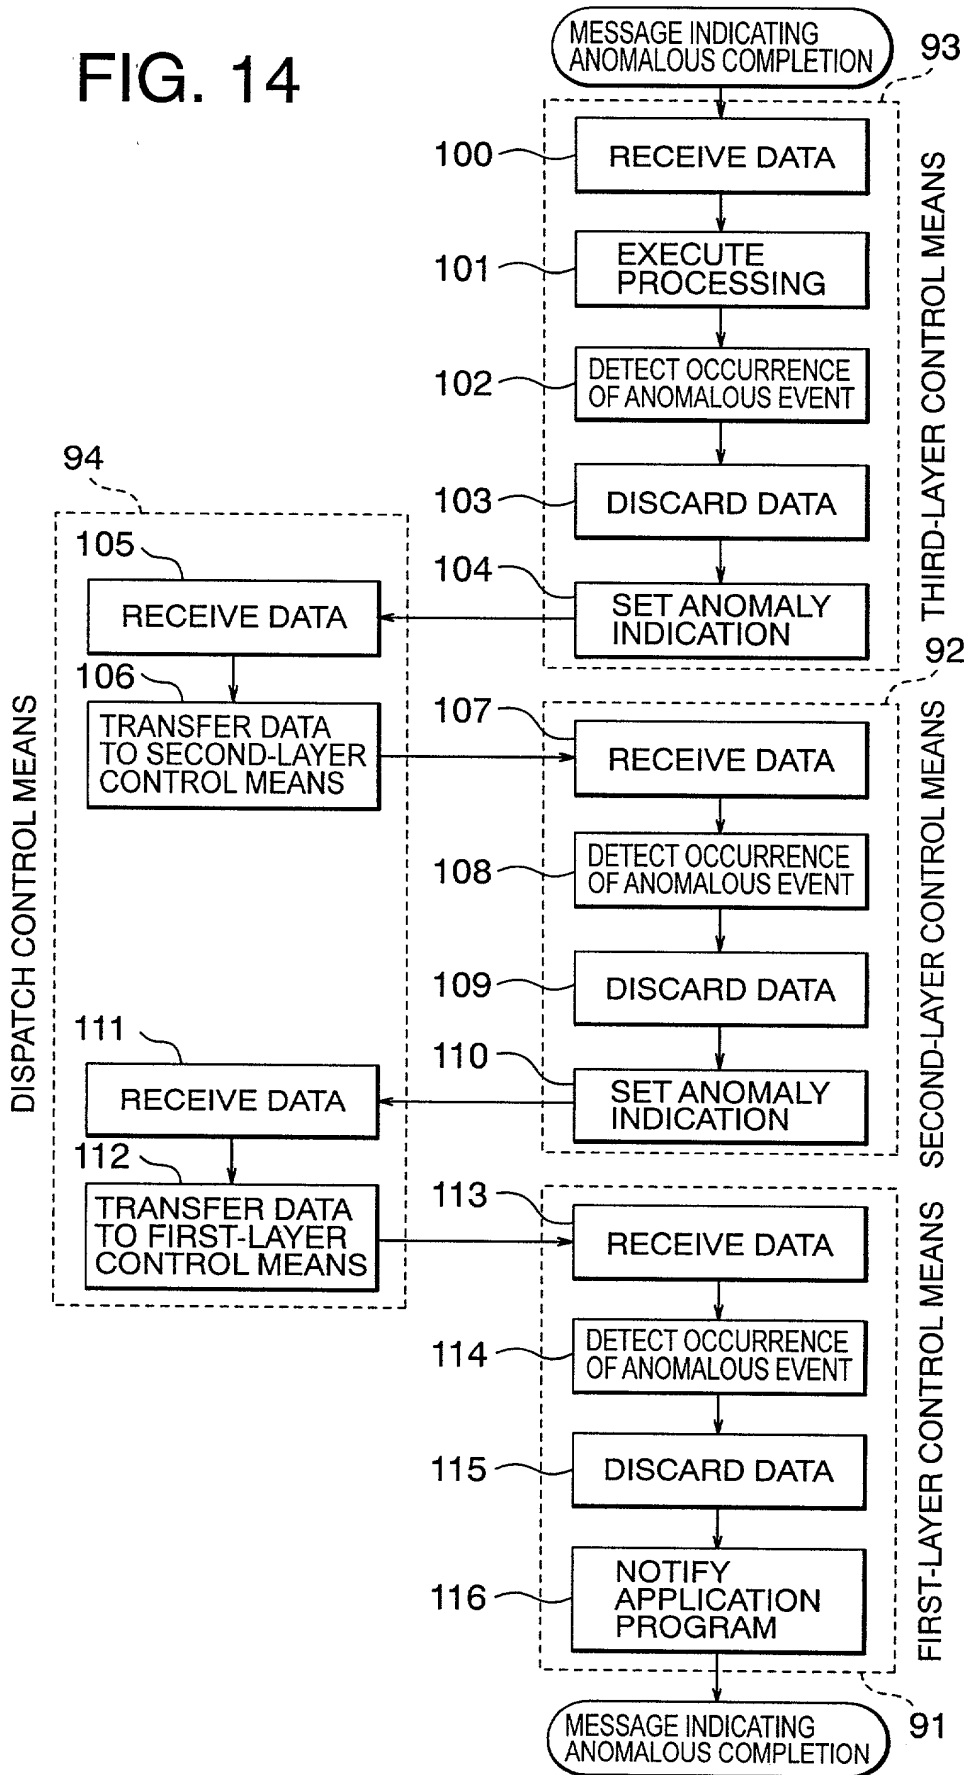 FIG. 14
MESSAGE INDICATING
ANOMALOUS COMPLETION
93
THIRD-LAYER CONTROL MEANS
100
RECEIVE DATA
101
EXECUTE
PROCESSING
102
DETECT OCCURRENCE
OF ANOMALOUS EVENT
103
DISCARD DATA
104
SET ANOMALY
INDICATION
94
DISPATCH CONTROL MEANS
105
RECEIVE DATA
106
TRANSFER DATA
TO SECOND-LAYER
CONTROL MEANS
92
SECOND-LAYER CONTROL MEANS
107
RECEIVE DATA
108
DETECT OCCURRENCE
OF ANOMALOUS EVENT
109
DISCARD DATA
110
SET ANOMALY
INDICATION
111
RECEIVE DATA
112
TRANSFER DATA
TO FIRST-LAYER
CONTROL MEANS
113
RECEIVE DATA
FIRST-LAYER CONTROL MEANS
114
DETECT OCCURRENCE
OF ANOMALOUS EVENT
115
DISCARD DATA
116
NOTIFY
APPLICATION
PROGRAM
91
MESSAGE INDICATING
ANOMALOUS COMPLETION